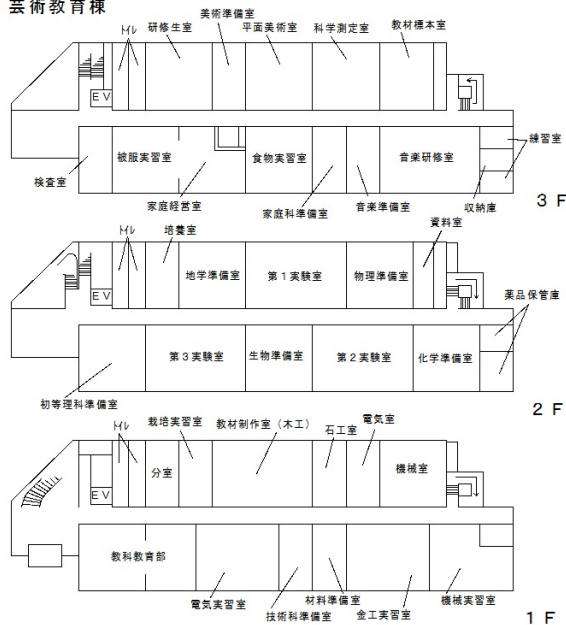 芸術教育棟
美術準備室
トイレ 研修生室 平面美術室 科学測定室 教材標本室
EV
被服実習室 食物実習室 音楽研修室 練習室
検査室
家庭経営室 家庭科準備室 音楽準備室 収納庫
3F
トイレ 培養室 資料室
地学準備室 第1実験室 物理準備室
EV 薬品保管庫
第3実験室 生物準備室 第2実験室 化学準備室
初等理科準備室
2F
トイレ 栽培実習室 教材制作室(木工) 石工室 電気室
分室 機械室
EV
教科教育部
電気実習室 技術科準備室 材料準備室 金工実習室 機械実習室
1F